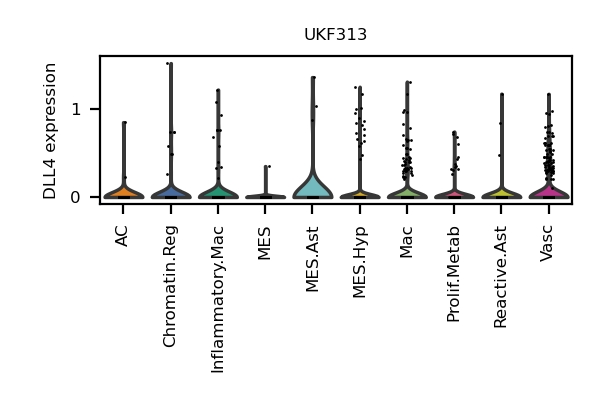 UKF313
DLL4 expression
1
0
AC
Chromatin.Reg
Inflammatory.Mac
MES
MES.Ast
MES.Hyp
Mac
Prolif.Metab
Reactive.Ast
Vasc